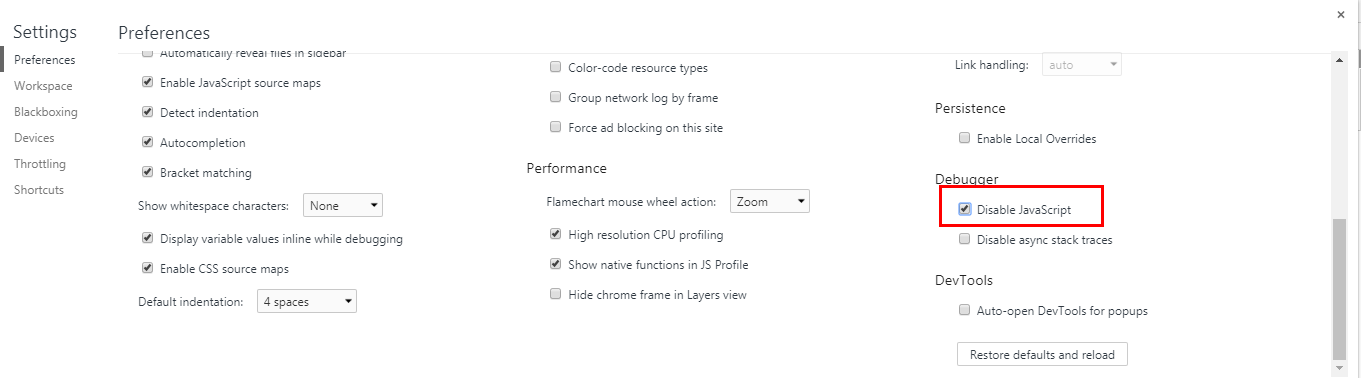 Settings
Preferences
Workspace
Blackboxing
Devices
Throttling
Shortcuts
Preferences
Automatically reveal files in sidebar
Enable JavaScript source maps
Detect indentation
Autocompletion
Bracket matching
Show whitespace characters: None
Display variable values inline while debugging
Enable CSS source maps
Default indentation: 4 spaces
Color-code resource types
Group network log by frame
Force ad blocking on this site
Performance
Flamechart mouse wheel action: Zoom
High resolution CPU profiling
Show native functions in JS Profile
Hide chrome frame in Layers view
Link handling: auto
Persistence
Enable Local Overrides
Debugger
Disable JavaScript
Disable async stack traces
DevTools
Auto-open DevTools for popups
Restore defaults and reload